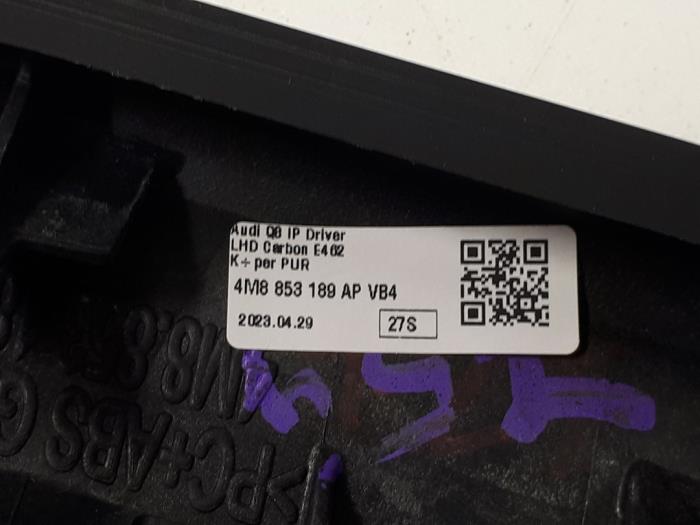 Audi Q8 IP Driver
LHD Carbon E462
K÷per PUR
4M8 853 189 AP VB4
2023.04.29
27S
>PC+ABS G